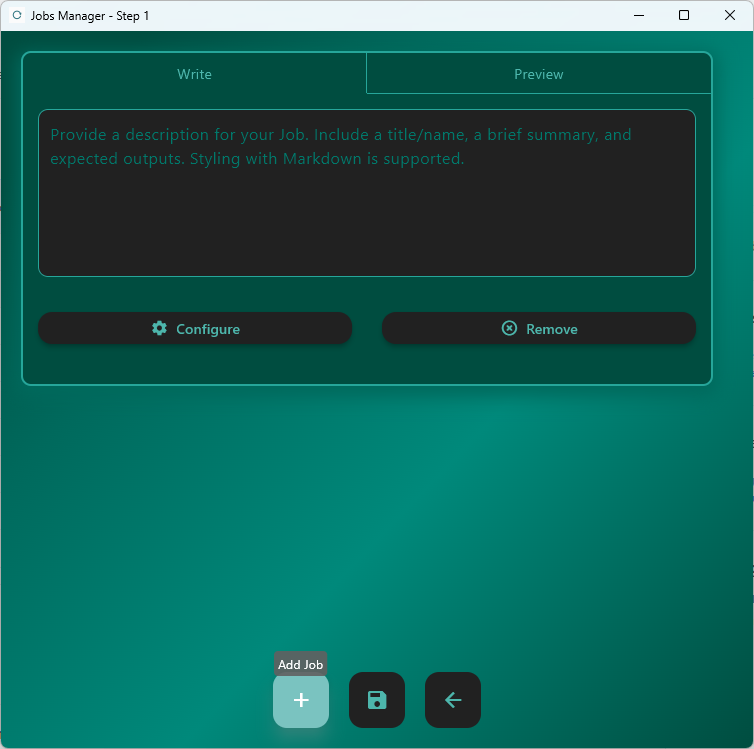 Jobs Manager - Step 1
Write
Preview
Provide a description for your Job. Include a title/name, a brief summary, and
expected outputs. Styling with Markdown is supported.
Configure
Remove
Add Job